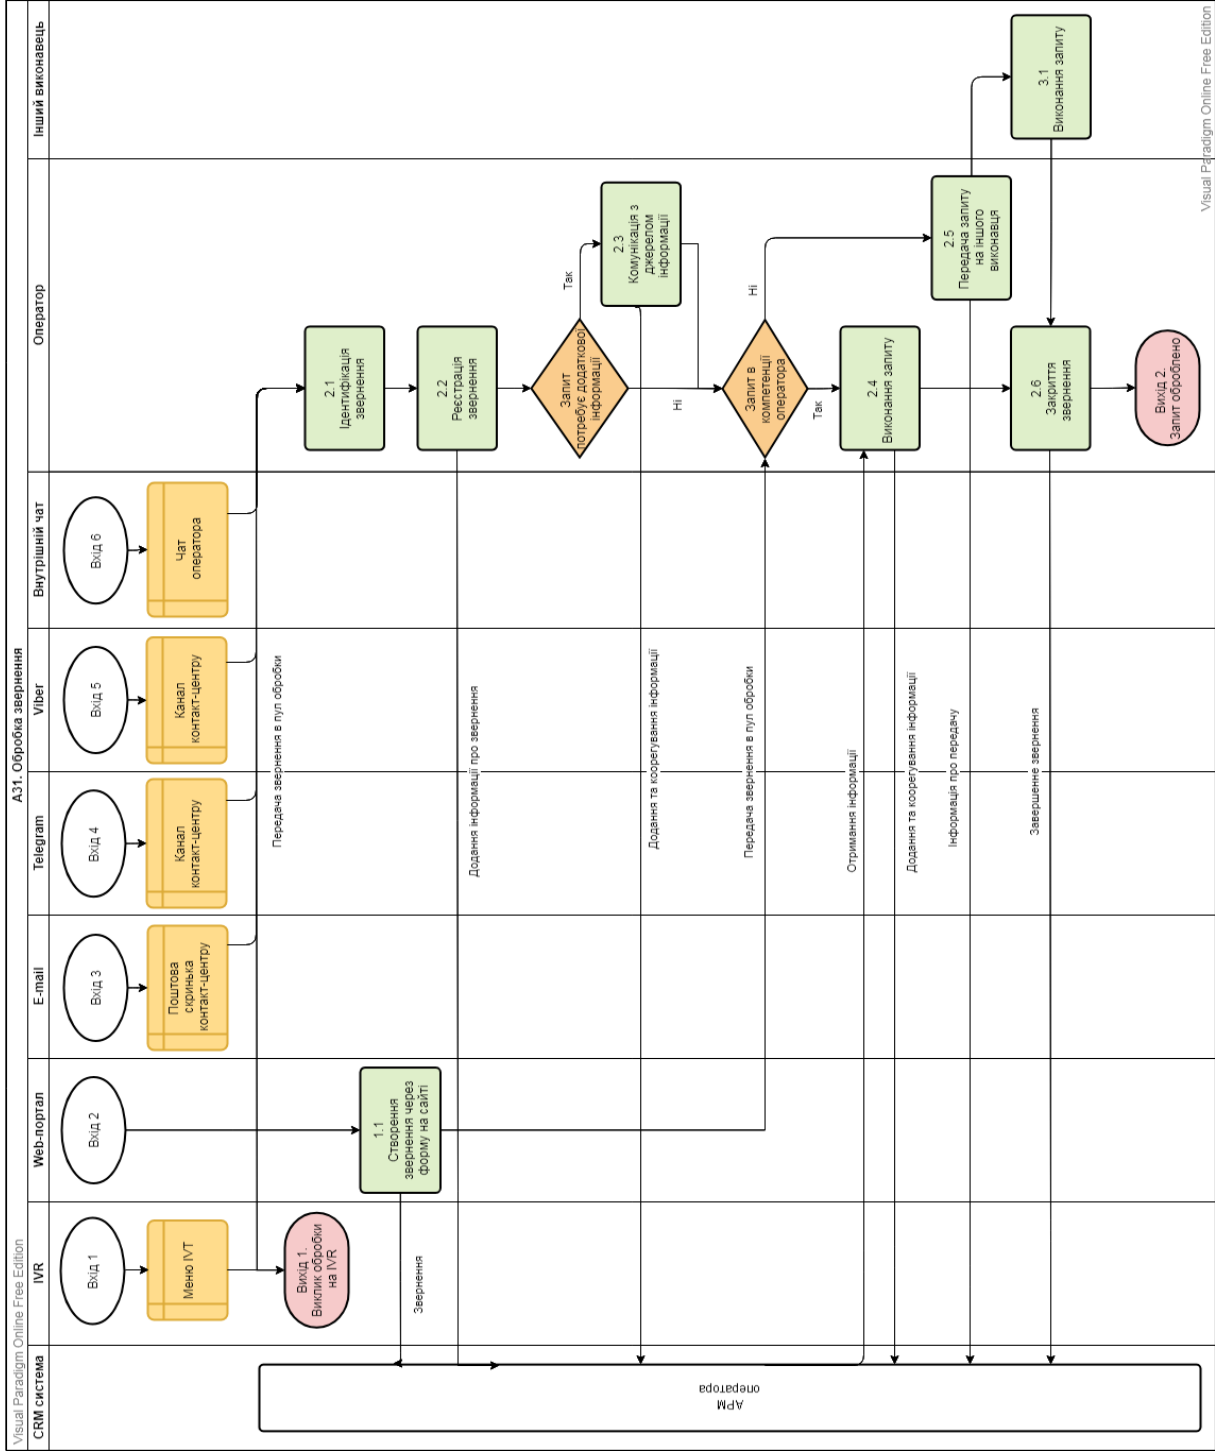 Visual Paradigm Online Free Edition
А31. Обробка звернення
CRM система
IVR
Web-портал
E-mail
Telegram
Viber
Внутрішній чат
Оператор
Інший виконавець
Вхід 1
Вхід 2
Вхід 3
Вхід 4
Вхід 5
Вхід 6
Меню IVT
Поштова
скринька
контакт-центру
Канал
контакт-центру
Канал
контакт-центру
Чат
оператора
Передача звернення в пул обробки
Вихід 1.
Виклик обробки
на IVR
2.1
Ідентифікація
звернення
1.1
Створення
звернення через
форму на сайті
Звернення
2.2
Реєстрація
звернення
Додання інформації про звернення
Запит
потребує додаткової
інформації
Так
Ні
2.3
Комунікація з
джерелом
інформації
Додання та коорегування інформації
Передача звернення в пул обробки
Запит в
компетенції
оператора
Ні
Так
2.4
Виконання запиту
Отримання інформації
Додання та коорегування інформації
2.5
Передача запиту
на іншого
виконавця
Інформація про передачу
3.1
Виконання запиту
2.6
Закриття
звернення
Завершенне звернення
Вихід 2.
Запит оброблено
АРМ
оператора
Visual Paradigm Online Free Edition